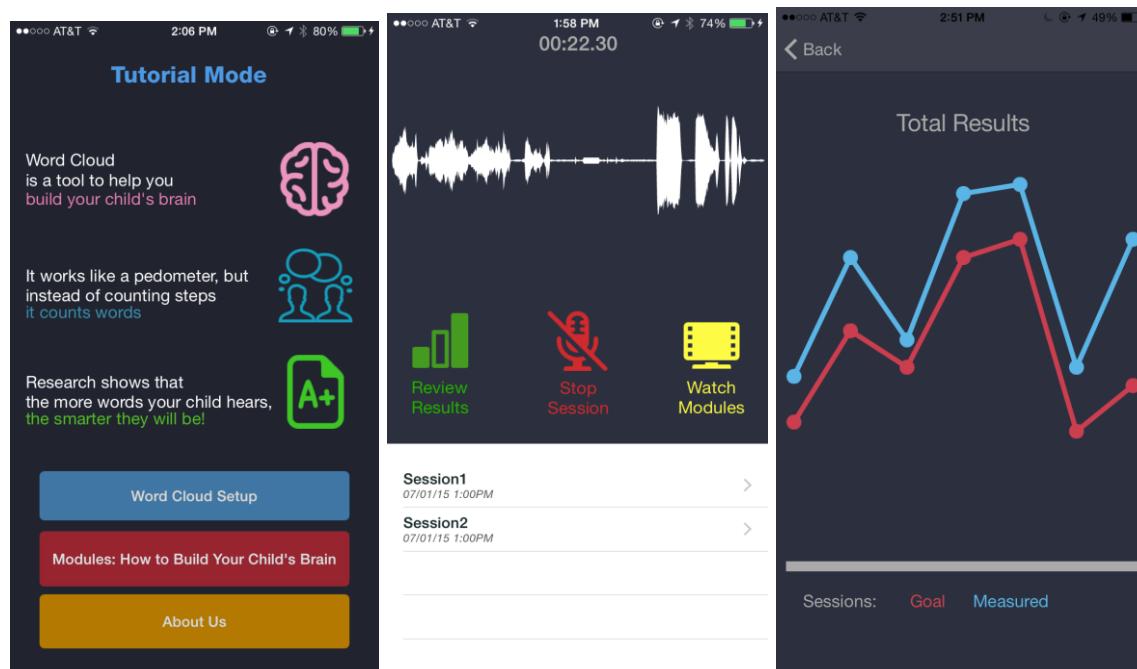 AT&T 2:06 PM 80%
Tutorial Mode
Word Cloud
is a tool to help you
build your child's brain
It works like a pedometer, but
instead of counting steps
it counts words
Research shows that
the more words your child hears,
the smarter they will be!
A+
Word Cloud Setup
Modules: How to Build Your Child's Brain
About Us
AT&T 1:58 PM 74%
00:22.30
Review
Results
Stop
Session
Watch
Modules
Session1
07/01/15 1:00PM
Session2
07/01/15 1:00PM
AT&T 2:51 PM 49%
Back
Total Results
Sessions: Goal Measured